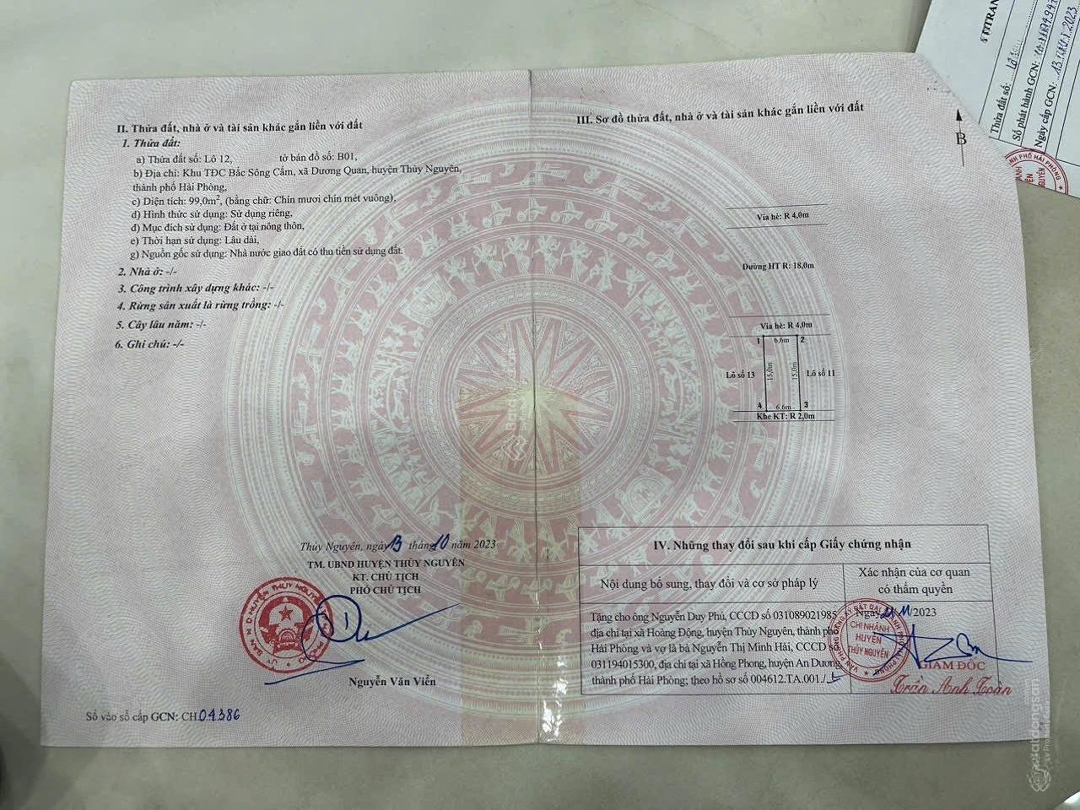 II. Thửa đất, nhà ở và tài sản khác gắn liền với đất
1. Thửa đất:
a) Thửa đất số: Lô 12, tờ bản đồ số: B01,
b) Địa chỉ: Khu TĐC Bắc Sông Cấm, xã Dương Quan, huyện Thủy Nguyên,
thành phố Hải Phòng,
c) Diện tích: 99,0m², (bằng chữ: Chín mươi chín mét vuông),
d) Hình thức sử dụng: Sử dụng riêng,
đ) Mục đích sử dụng: Đất ở tại nông thôn,
e) Thời hạn sử dụng: Lâu dài,
g) Nguồn gốc sử dụng: Nhà nước giao đất có thu tiền sử dụng đất.
2. Nhà ở: -/-
3. Công trình xây dựng khác: -/-
4. Rừng sản xuất là rừng trồng: -/-
5. Cây lâu năm: -/-
6. Ghi chú: -/-
Thủy Nguyên, ngày 13 tháng 10 năm 2023
TM. UBND HUYỆN THỦY NGUYÊN
KT. CHỦ TỊCH
PHÓ CHỦ TỊCH
Nguyễn Văn Viển
Số vào sổ cấp GCN: CH04386
III. Sơ đồ thửa đất, nhà ở và tài sản khác gắn liền với đất
B
Vỉa hè: R 4,0m
Đường HT R: 18,0m
Vỉa hè: R 4,0m
1 6.6m 2
Lô số 13 15,0m 15,0m Lô số 11
4 6.6m 3
Khe KT: R 2,0m
IV. Những thay đổi sau khi cấp Giấy chứng nhận
Nội dung bổ sung, thay đổi và cơ sở pháp lý
Xác nhận của cơ quan
có thẩm quyền
Tặng cho ông Nguyễn Duy Phú, CCCD số 031089021985,
địa chỉ tại xã Hoàng Động, huyện Thủy Nguyên, thành phố
Hải Phòng và vợ là bà Nguyễn Thị Minh Hải, CCCD số
031194015300, địa chỉ tại xã Hồng Phong, huyện An Dương,
thành phố Hải Phòng; theo hồ sơ số 004612.TA.001./
Ngày 11/2023
CHI NHÁNH
HUYỆN
THỦY NGUYÊN
GIÁM ĐỐC
Trần Anh Toàn
Thửa đất số: Lô
Số phát hành GCN:
Ngày cấp GCN: 13
Batdongsan